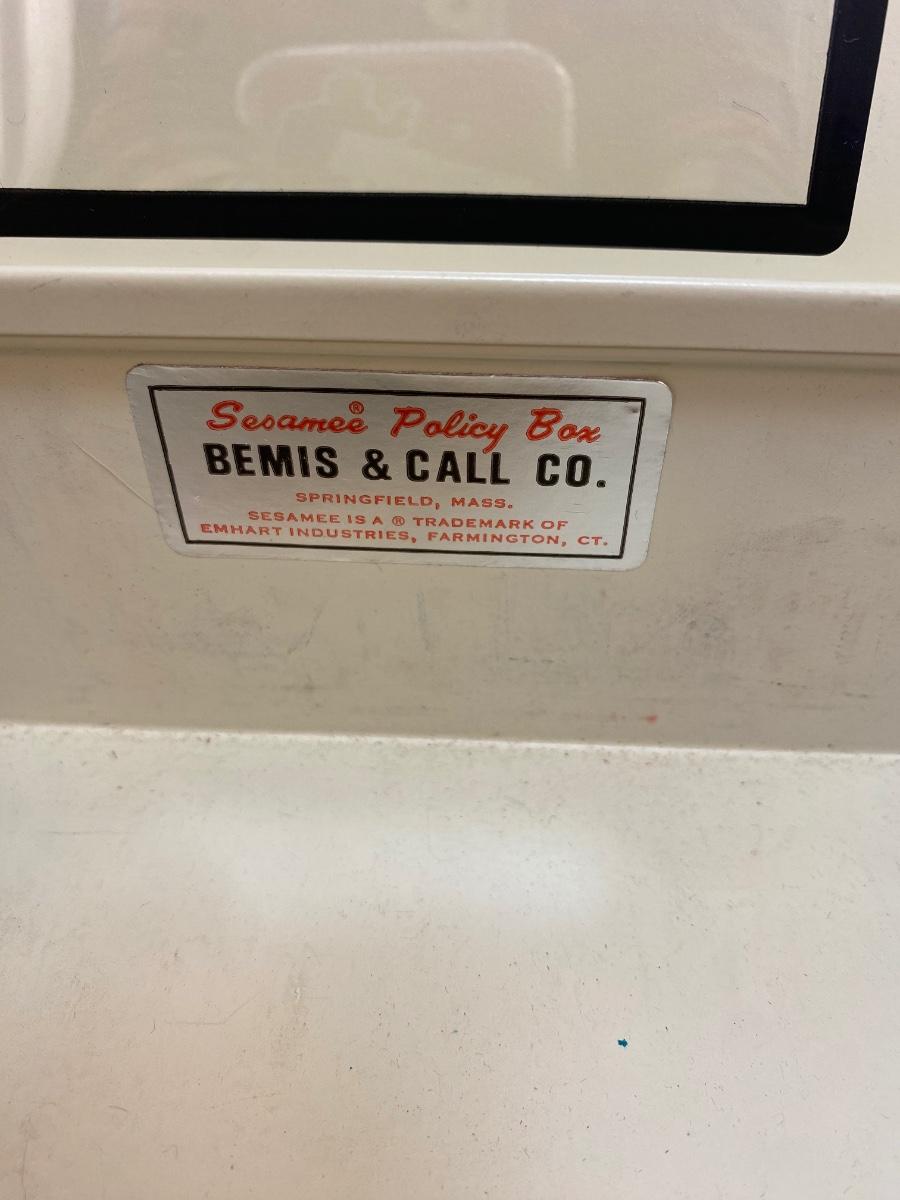 Sesamee® Policy Box
BEMIS & CALL CO.
SPRINGFIELD, MASS.
SESAMEE IS A ® TRADEMARK OF
EMHART INDUSTRIES, FARMINGTON, CT.